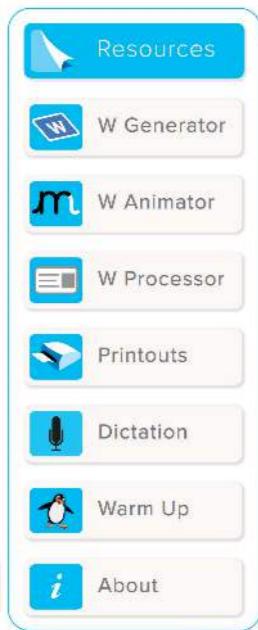 Resources
W Generator
W Animator
W Processor
Printouts
Dictation
Warm Up
About